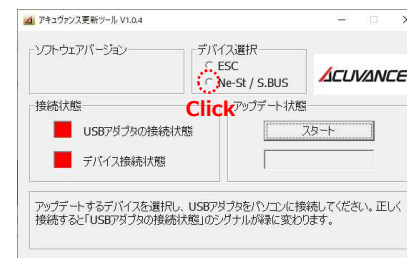 アキュヴァンス更新ツール V1.0.4
ソフトウェアバージョン
デバイス選択
ESC
Ne-St / S.BUS
ACUVANCE
Click
接続状態
アップデート状態
USBアダプタの接続状態
スタート
デバイス接続状態
アップデートするデバイスを選択し、USBアダプタをパソコンに接続してください。正しく
接続すると「USBアダプタの接続状態」のシグナルが緑に変わります。